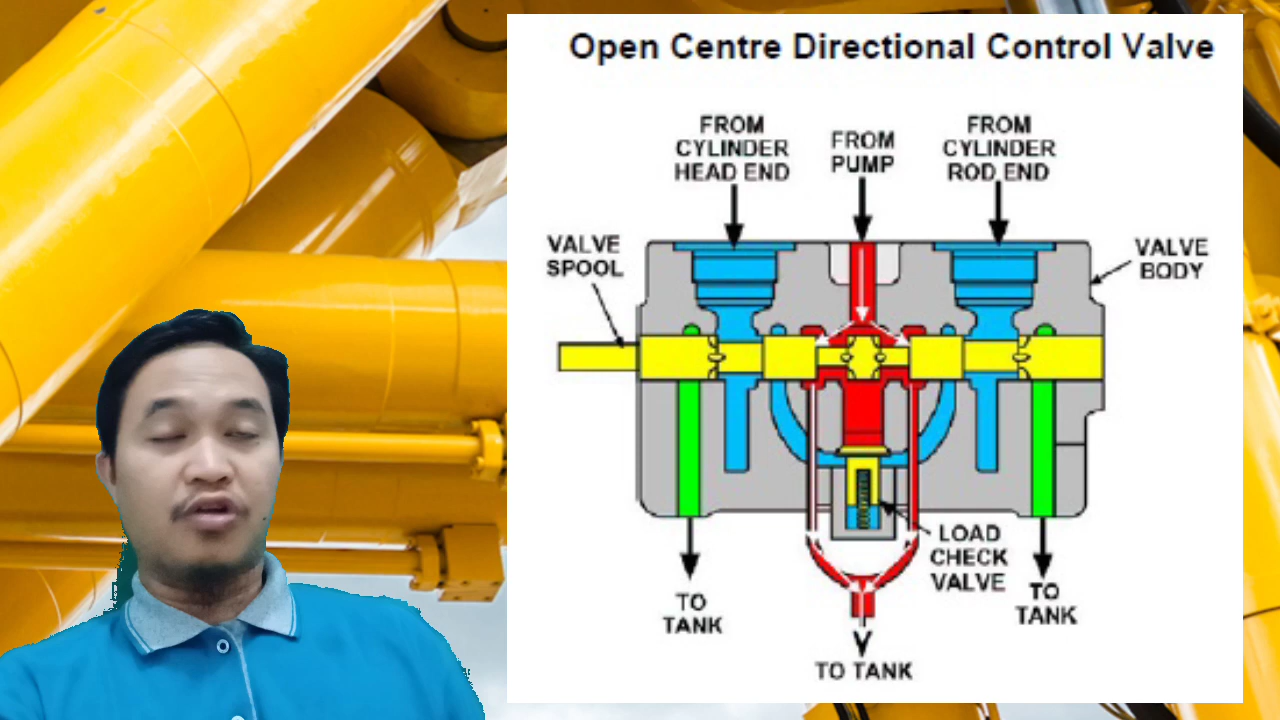 Open Centre Directional Control Valve
FROM
CYLINDER
HEAD END
FROM
PUMP
FROM
CYLINDER
ROD END
VALVE
SPOOL
VALVE
BODY
LOAD
CHECK
VALVE
TO
TANK
TO
TANK
TO TANK